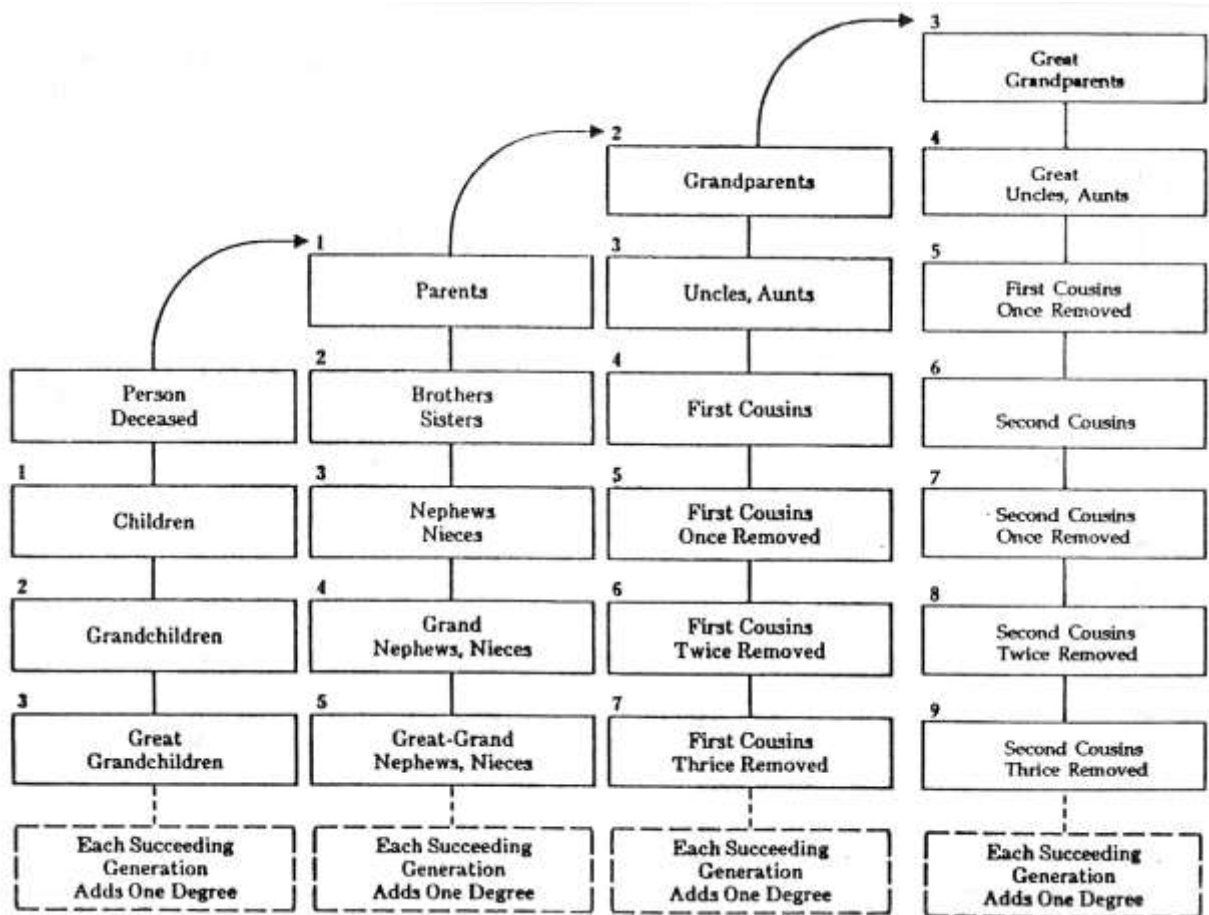 Person
Deceased
1
Children
2
Grandchildren
3
Great
Grandchildren
Each Succeeding
Generation
Adds One Degree
1
Parents
2
Brothers
Sisters
3
Nephews
Nieces
4
Grand
Nephews, Nieces
5
Great-Grand
Nephews, Nieces
Each Succeeding
Generation
Adds One Degree
2
Grandparents
3
Uncles, Aunts
4
First Cousins
5
First Cousins
Once Removed
6
First Cousins
Twice Removed
7
First Cousins
Thrice Removed
Each Succeeding
Generation
Adds One Degree
3
Great
Grandparents
4
Great
Uncles, Aunts
5
First Cousins
Once Removed
6
Second Cousins
7
Second Cousins
Once Removed
8
Second Cousins
Twice Removed
9
Second Cousins
Thrice Removed
Each Succeeding
Generation
Adds One Degree